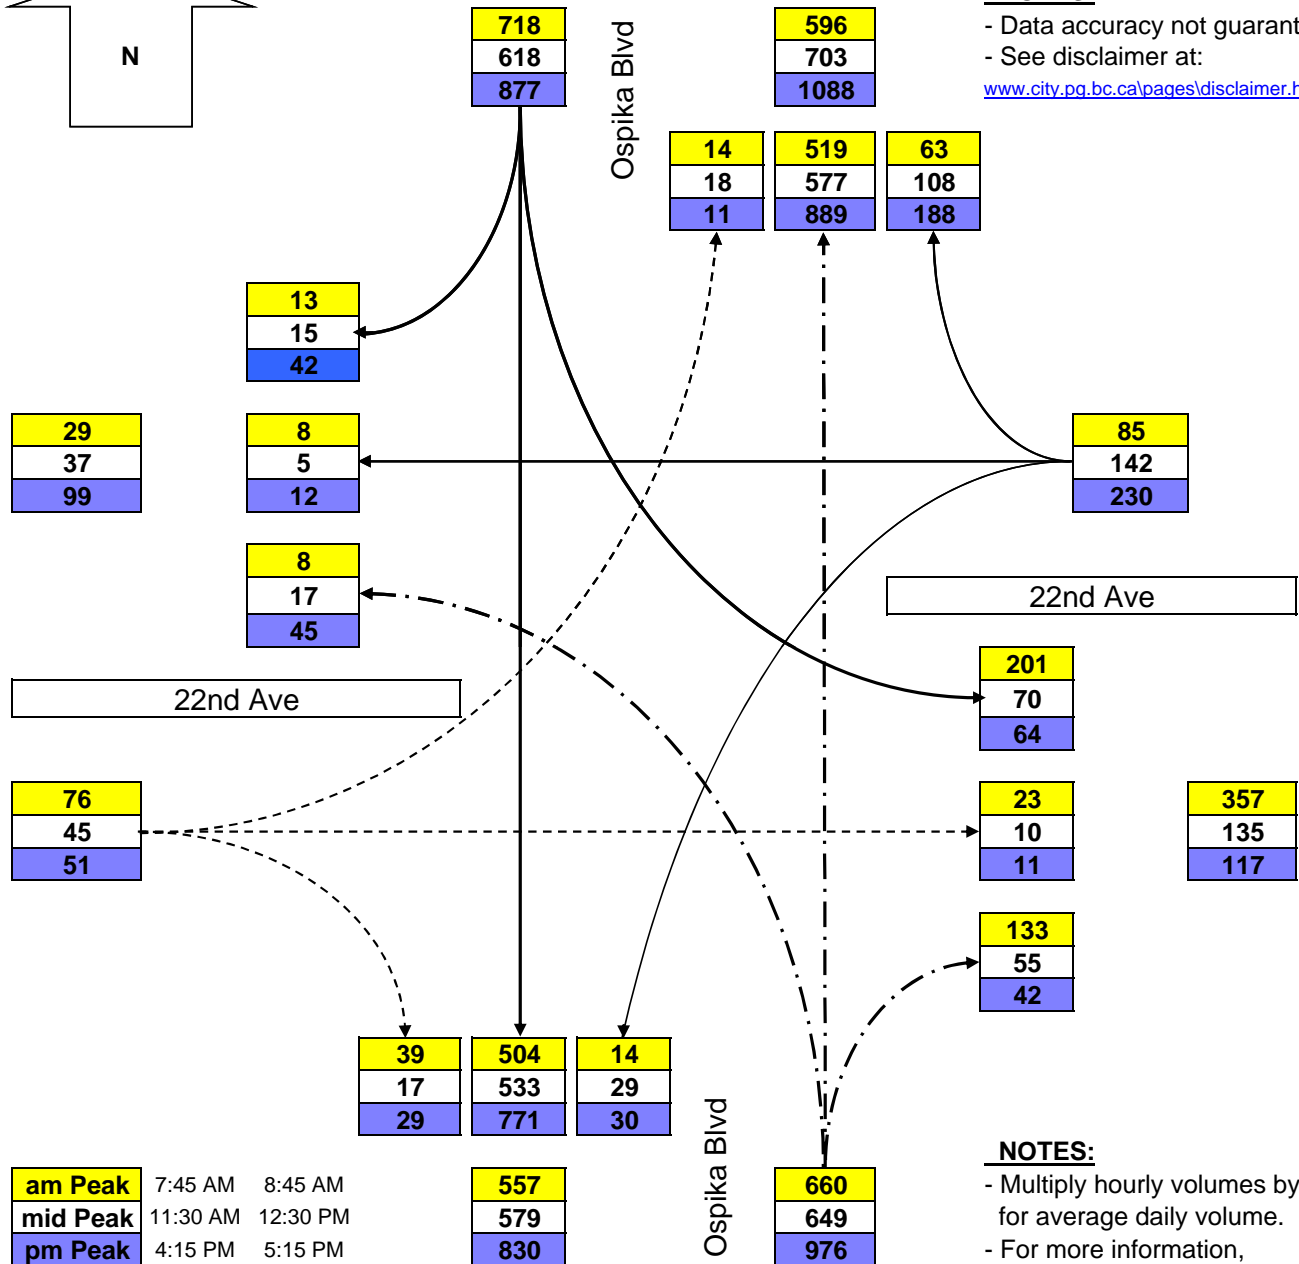 N
718
618
877
Ospika Blvd
596
703
1088
- Data accuracy not guarant
- See disclaimer at:
www.city.pg.bc.ca\pages\disclaimer.h
14 519 63
18 577 108
11 889 188
13
15
42
29
37
99
8
5
12
85
142
230
8
17
45
22nd Ave
22nd Ave
201
70
64
76
45
51
23
10
11
357
135
117
133
55
42
39 504 14
17 533 29
29 771 30
Ospika Blvd
am Peak 7:45 AM 8:45 AM
mid Peak 11:30 AM 12:30 PM
pm Peak 4:15 PM 5:15 PM
557
579
830
660
649
976
NOTES:
- Multiply hourly volumes by
for average daily volume.
- For more information,